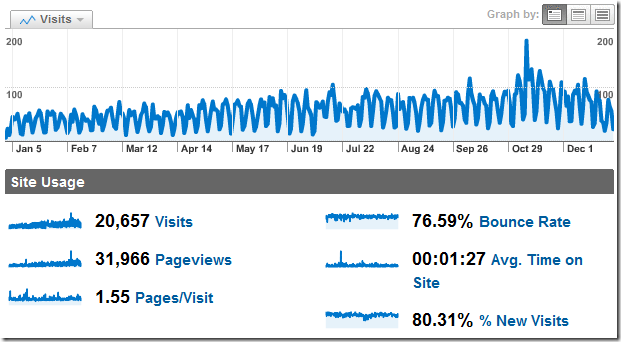 Visits
Graph by:
200 200
100 100
Jan 5 Feb 7 Mar 12 Apr 14 May 17 Jun 19 Jul 22 Aug 24 Sep 26 Oct 29 Dec 1
Site Usage
20,657 Visits
31,966 Pageviews
1.55 Pages/Visit
76.59% Bounce Rate
00:01:27 Avg. Time on
Site
80.31% % New Visits